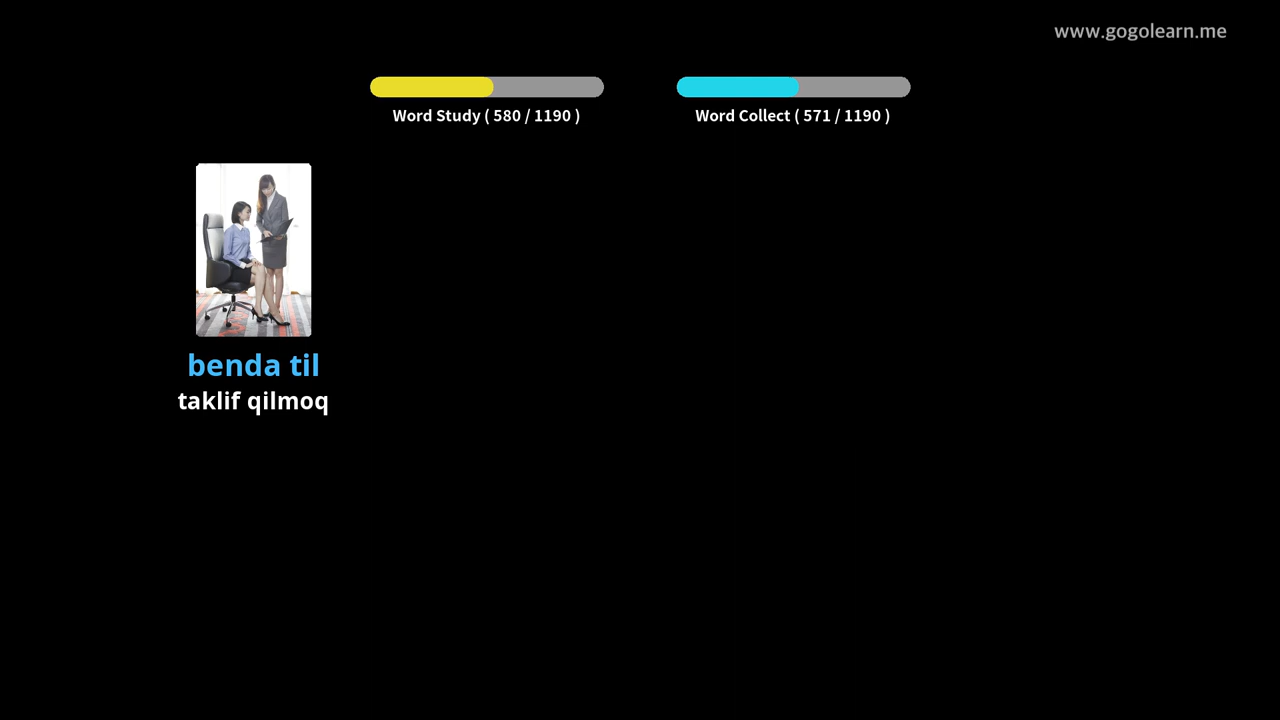 www.gogolearn.me
Word Study ( 580 / 1190 )
Word Collect ( 571 / 1190 )
benda til
taklif qilmoq